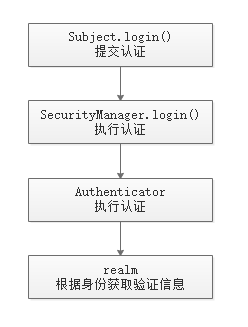 Subject.login()
提交认证
SecurityManager.login()
执行认证
Authenticator
执行认证
realm
根据身份获取验证信息